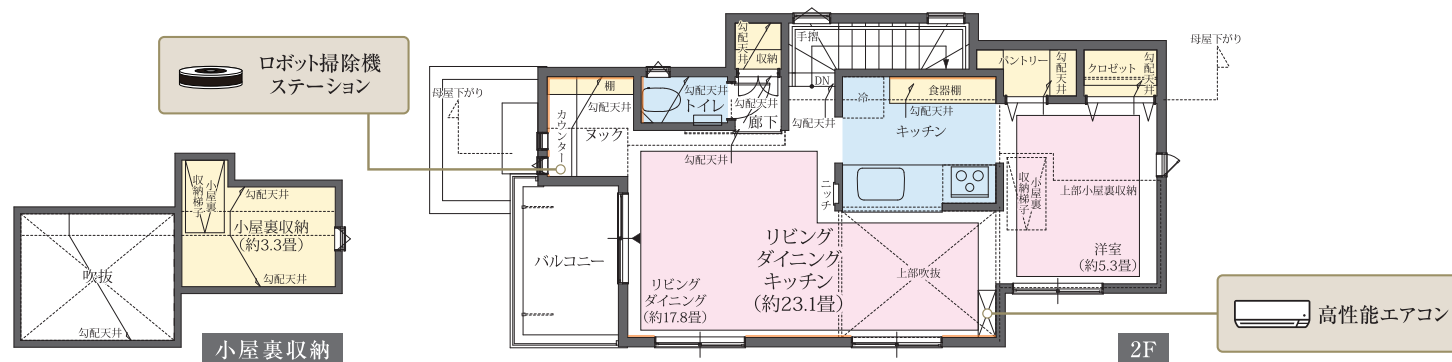 ロボット掃除機
ステーション
母屋下がり
カウンター
棚
勾配天井
ヌック
勾配天井
トイレ
勾配天井
収納
勾配天井
廊下
勾配天井
手摺
DN
勾配天井
冷
食器棚
勾配天井
キッチン
パントリー
勾配天井
クロゼット
勾配天井
母屋下がり
ニッチ
小屋裏
収納梯子
上部小屋裏収納
洋室
(約5.3畳)
バルコニー
リビング
ダイニング
(約17.8畳)
リビング
ダイニング
キッチン
(約23.1畳)
上部吹抜
高性能エアコン
2F
小屋裏
収納梯子
勾配天井
小屋裏収納
(約3.3畳)
勾配天井
吹抜
勾配天井
小屋裏収納